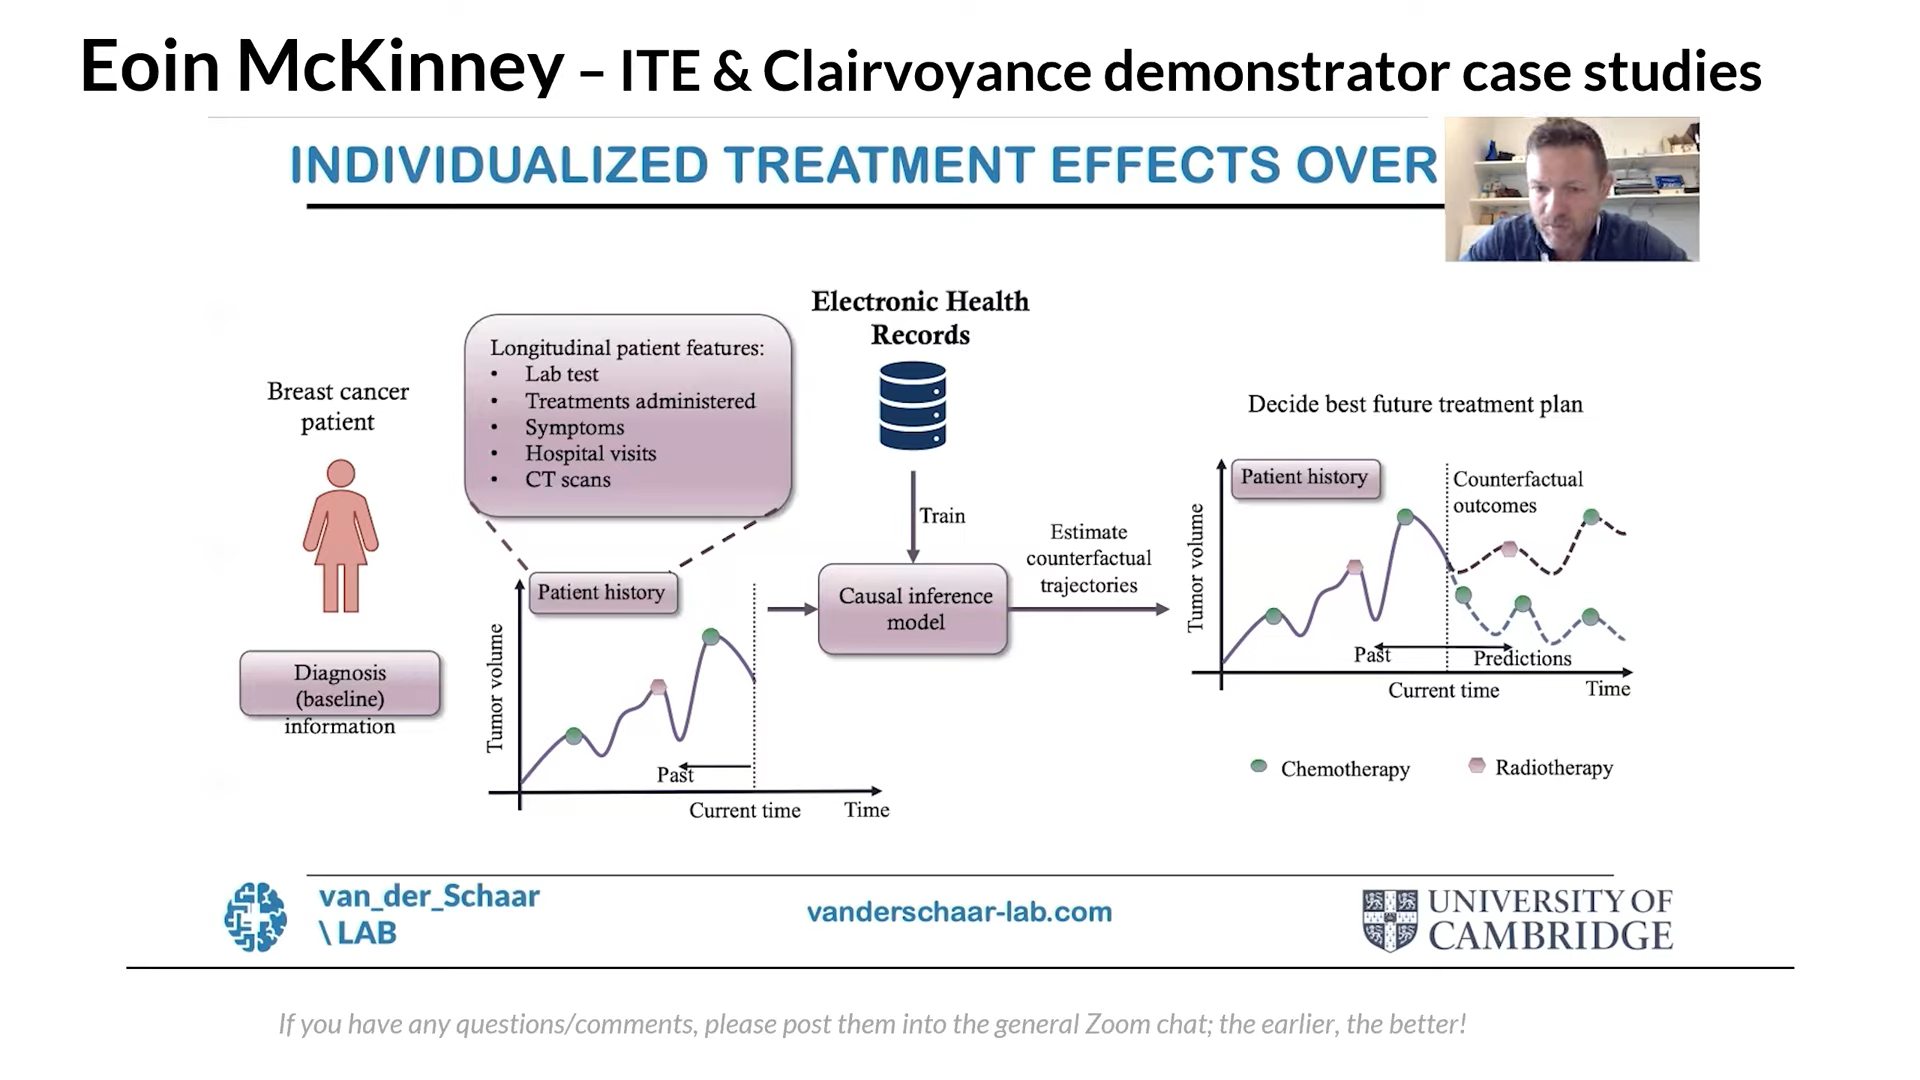 Eoin McKinney – ITE & Clairvoyance demonstrator case studies
INDIVIDUALIZED TREATMENT EFFECTS OVER
Breast cancer
patient
Diagnosis
(baseline)
information
Longitudinal patient features:
• Lab test
• Treatments administered
• Symptoms
• Hospital visits
• CT scans
Patient history
Tumor volume
Past
Current time
Time
Electronic Health
Records
Train
Causal inference
model
Estimate
counterfactual
trajectories
Decide best future treatment plan
Patient history
Counterfactual
outcomes
Tumor volume
Past
Predictions
Current time
Time
Chemotherapy
Radiotherapy
van_der_Schaar
\ LAB
vanderschaar-lab.com
UNIVERSITY OF
CAMBRIDGE
If you have any questions/comments, please post them into the general Zoom chat; the earlier, the better!